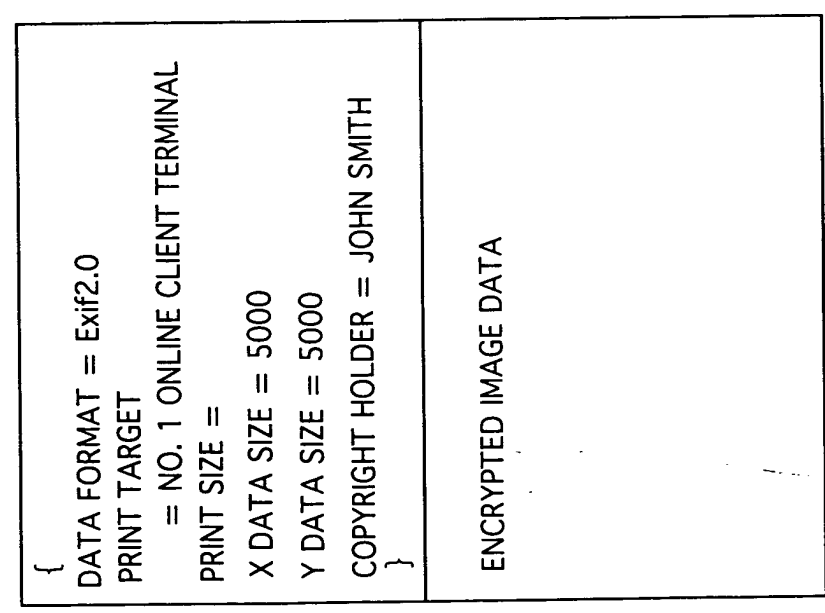 {
DATA FORMAT = Exif2.0
PRINT TARGET
= NO. 1 ONLINE CLIENT TERMINAL
PRINT SIZE =
X DATA SIZE = 5000
Y DATA SIZE = 5000
COPYRIGHT HOLDER = JOHN SMITH
}
ENCRYPTED IMAGE DATA